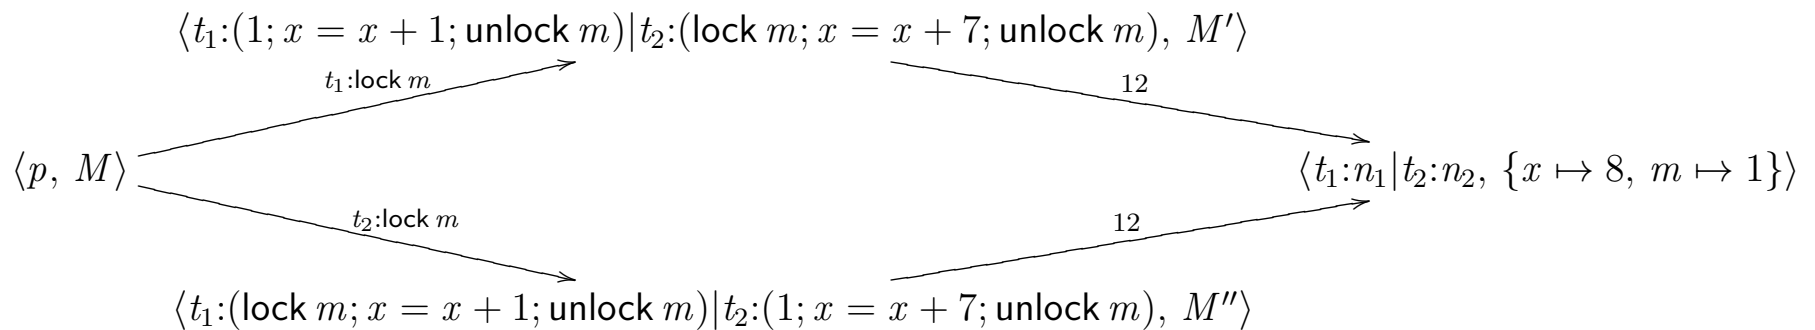 ⟨t₁:(1; x = x + 1; unlock m)|t₂:(lock m; x = x + 7; unlock m), M′⟩
t₁:lock m
12
⟨p, M⟩
⟨t₁:n₁|t₂:n₂, {x ↦ 8, m ↦ 1}⟩
t₂:lock m
12
⟨t₁:(lock m; x = x + 1; unlock m)|t₂:(1; x = x + 7; unlock m), M″⟩